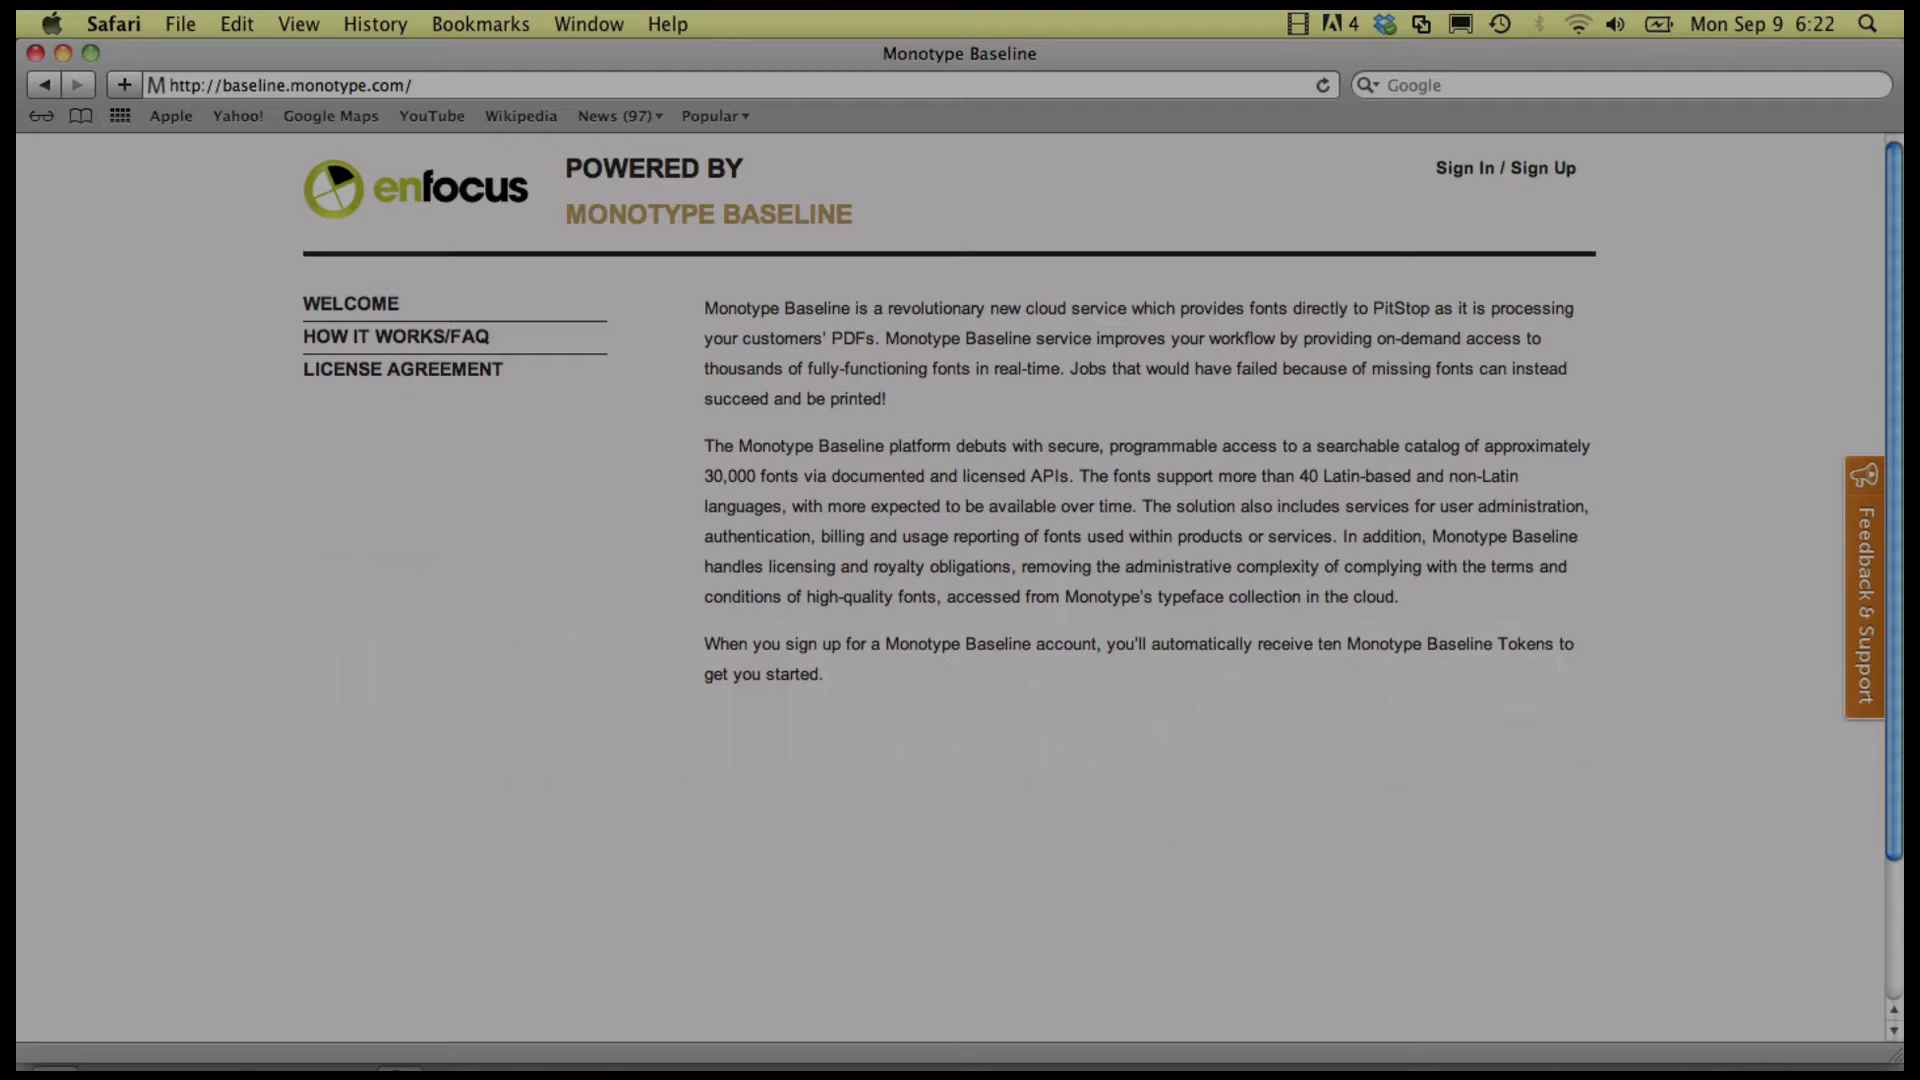 Safari File Edit View History Bookmarks Window Help 4 Mon Sep 9 6:22
Monotype Baseline
http://baseline.monotype.com/ Google
Apple Yahoo! Google Maps YouTube Wikipedia News (97) Popular
enfocus
POWERED BY
MONOTYPE BASELINE
Sign In / Sign Up
WELCOME
HOW IT WORKS/FAQ
LICENSE AGREEMENT
Monotype Baseline is a revolutionary new cloud service which provides fonts directly to PitStop as it is processing
your customers' PDFs. Monotype Baseline service improves your workflow by providing on-demand access to
thousands of fully-functioning fonts in real-time. Jobs that would have failed because of missing fonts can instead
succeed and be printed!
The Monotype Baseline platform debuts with secure, programmable access to a searchable catalog of approximately
30,000 fonts via documented and licensed APIs. The fonts support more than 40 Latin-based and non-Latin
languages, with more expected to be available over time. The solution also includes services for user administration,
authentication, billing and usage reporting of fonts used within products or services. In addition, Monotype Baseline
handles licensing and royalty obligations, removing the administrative complexity of complying with the terms and
conditions of high-quality fonts, accessed from Monotype's typeface collection in the cloud.
When you sign up for a Monotype Baseline account, you'll automatically receive ten Monotype Baseline Tokens to
get you started.
Feedback & Support
Monotype